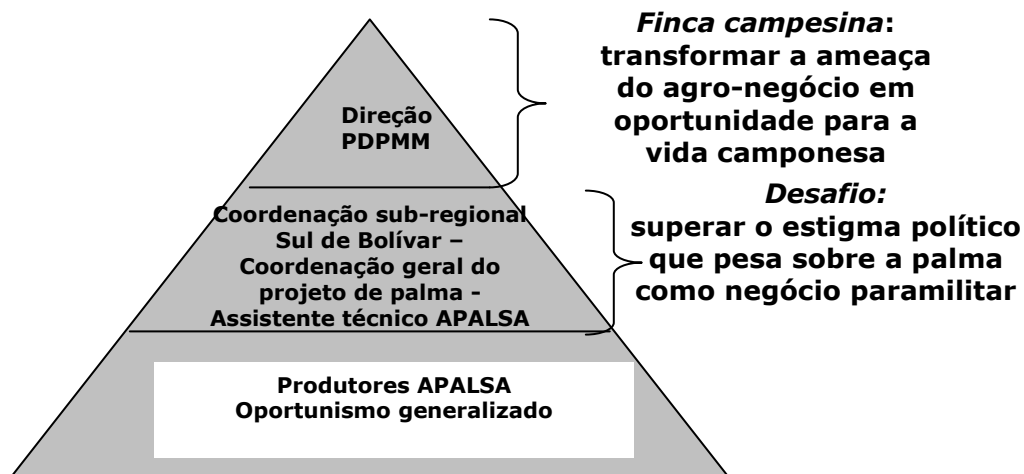 Direção
PDPMM
Finca campesina:
transformar a ameaça
do agro-negócio em
oportunidade para a
vida camponesa
Coordenação sub-regional
Sul de Bolívar –
Coordenação geral do
projeto de palma -
Assistente técnico APALSA
Desafio:
superar o estigma político
que pesa sobre a palma
como negócio paramilitar
Produtores APALSA
Oportunismo generalizado